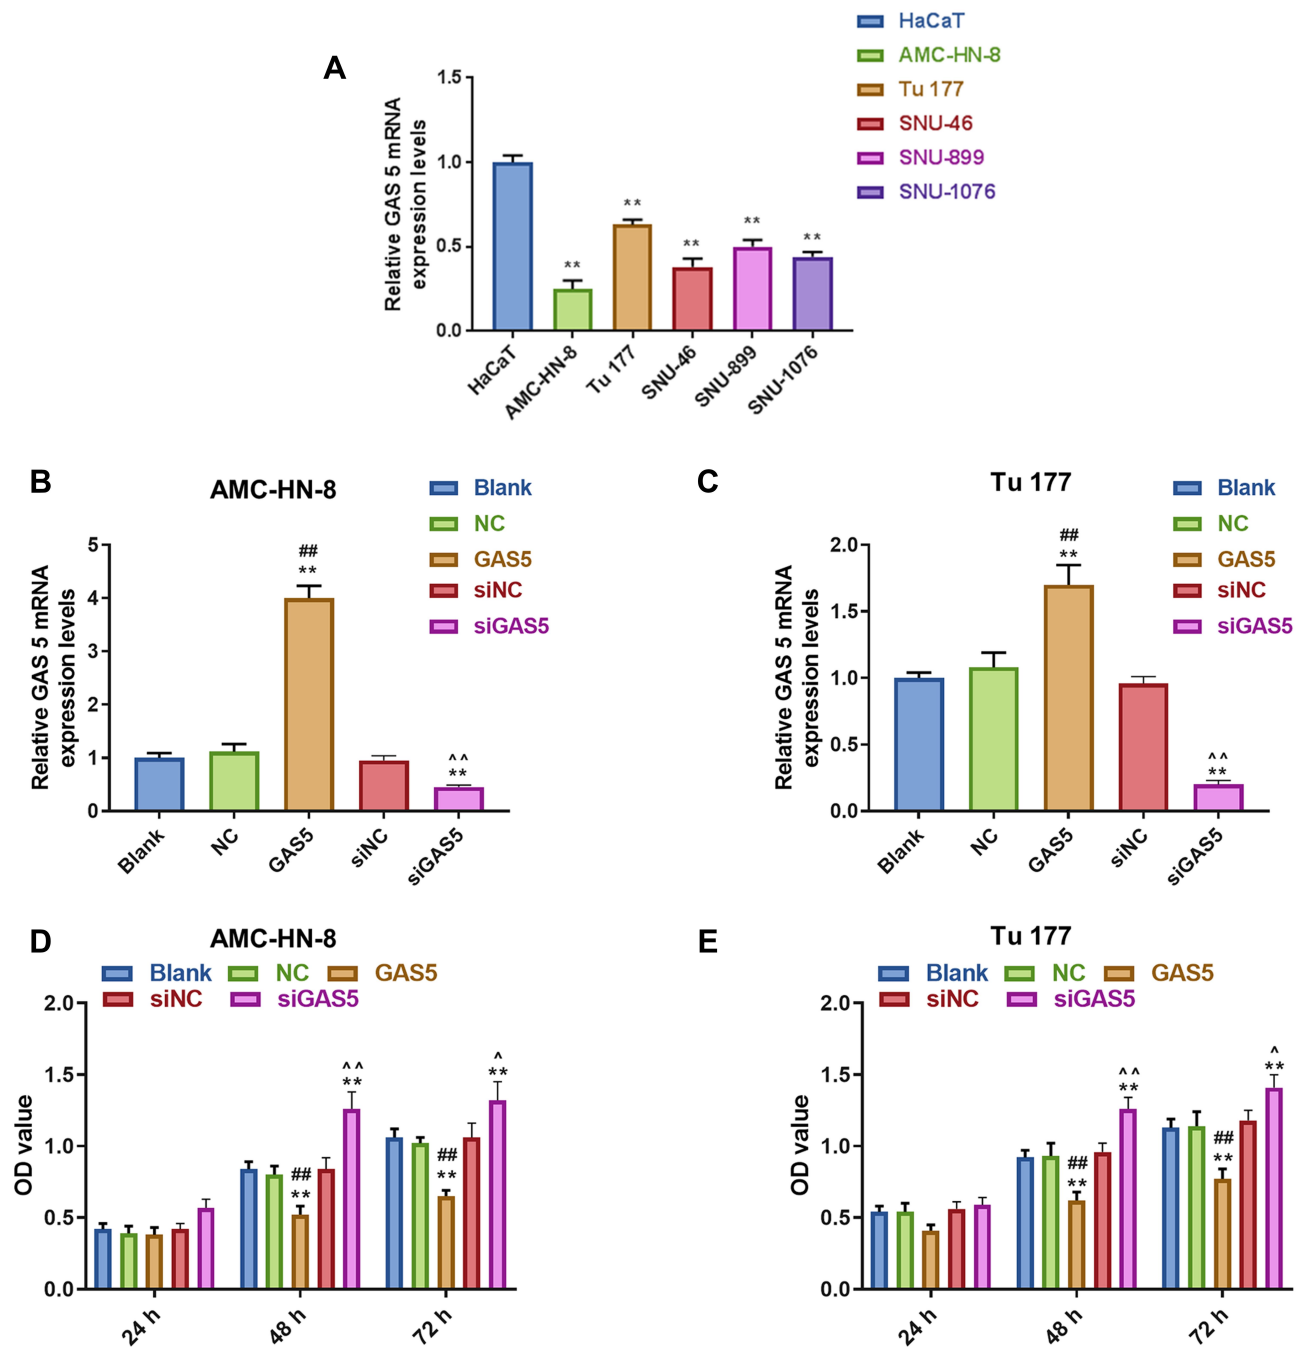 A
HaCaT
AMC-HN-8
Tu 177
SNU-46
SNU-899
SNU-1076
Relative GAS 5 mRNA
expression levels
1.5
1.0
0.5
0.0
**
**
**
**
**
HaCaT
AMC-HN-8
Tu 177
SNU-46
SNU-899
SNU-1076
B
AMC-HN-8
Blank
NC
GAS5
siNC
siGAS5
Relative GAS 5 mRNA
expression levels
5
4
3
2
1
0
##
**
^^
**
Blank
NC
GAS5
siNC
siGAS5
C
Tu 177
Blank
NC
GAS5
siNC
siGAS5
Relative GAS 5 mRNA
expression levels
2.0
1.5
1.0
0.5
0.0
##
**
^^
**
Blank
NC
GAS5
siNC
siGAS5
D
AMC-HN-8
Blank NC GAS5
siNC siGAS5
OD value
2.0
1.5
1.0
0.5
0.0
##
**
^^
**
##
**
^
**
24 h
48 h
72 h
E
Tu 177
Blank NC GAS5
siNC siGAS5
OD value
2.0
1.5
1.0
0.5
0.0
##
**
^^
**
##
**
^
**
24 h
48 h
72 h